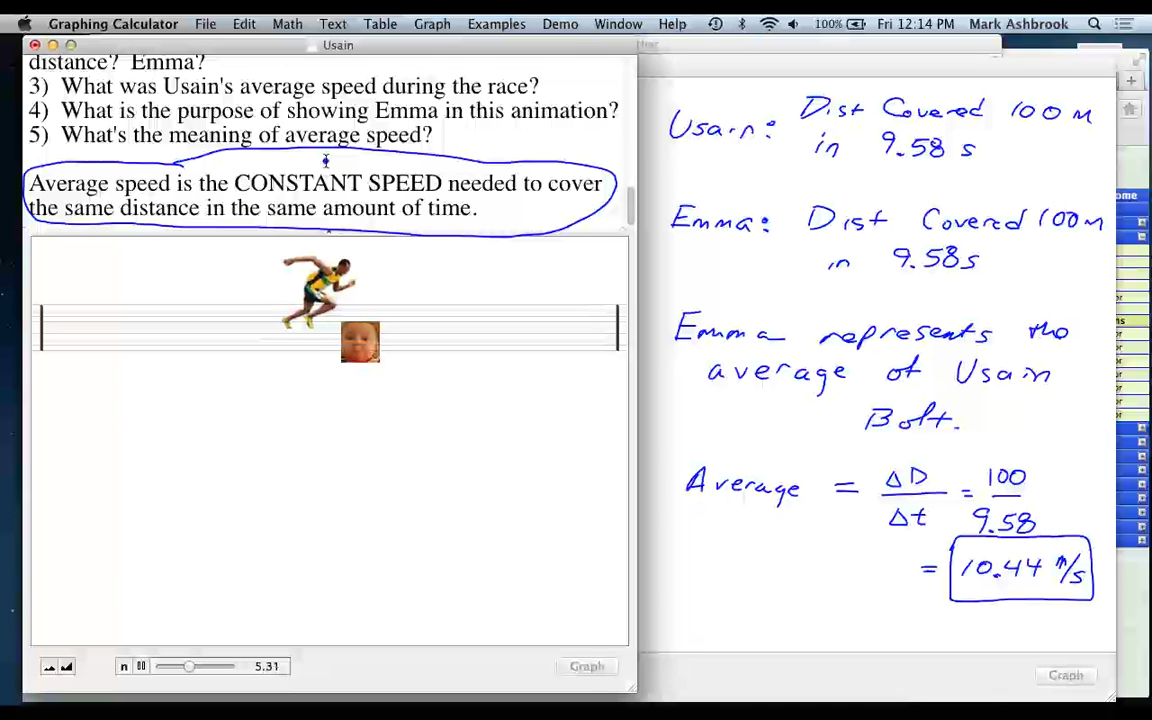 Graphing Calculator File Edit Math Text Table Graph Examples Demo Window Help 100% Fri 12:14 PM Mark Ashbrook
Usain
distance? Emma?
3) What was Usain's average speed during the race?
4) What is the purpose of showing Emma in this animation?
5) What's the meaning of average speed?
Average speed is the CONSTANT SPEED needed to cover
the same distance in the same amount of time.
n 5.31 Graph
Usain: Dist Covered 100 M
in 9.58 s
Emma: Dist Covered 100 M
in 9.58s
Emma represents the
average of Usain
Bolt.
Average = ΔD/Δt = 100/9.58
= 10.44 m/s
Graph